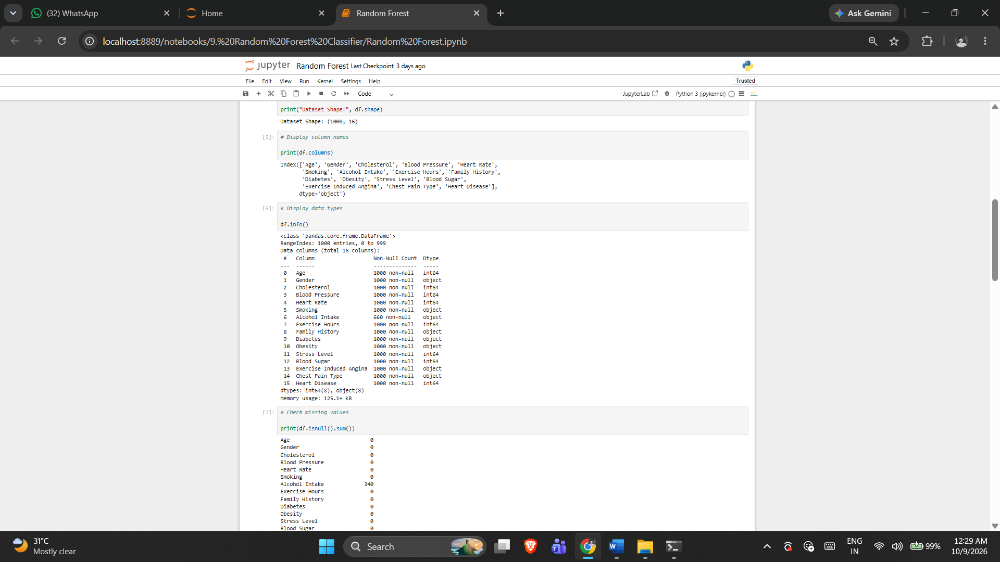 (32) WhatsApp
Home
Random Forest
Ask Gemini
localhost:8889/notebooks/9.%20Random%20Forest%20Classifier/Random%20Forest.ipynb
jupyter Random Forest Last Checkpoint: 3 days ago
File Edit View Run Kernel Settings Help
Trusted
Code
JupyterLab
Python 3 (ipykernel)
print("Dataset Shape:", df.shape)
Dataset Shape: (1000, 16)
[5]: # Display column names
print(df.columns)
Index(['Age', 'Gender', 'Cholesterol', 'Blood Pressure', 'Heart Rate',
'Smoking', 'Alcohol Intake', 'Exercise Hours', 'Family History',
'Diabetes', 'Obesity', 'Stress Level', 'Blood Sugar',
'Exercise Induced Angina', 'Chest Pain Type', 'Heart Disease'],
dtype='object')
[6]: # Display data types
df.info()
<class 'pandas.core.frame.DataFrame'>
RangeIndex: 1000 entries, 0 to 999
Data columns (total 16 columns):
# Column Non-Null Count Dtype
--- ------ -------------- -----
0 Age 1000 non-null int64
1 Gender 1000 non-null object
2 Cholesterol 1000 non-null int64
3 Blood Pressure 1000 non-null int64
4 Heart Rate 1000 non-null int64
5 Smoking 1000 non-null object
6 Alcohol Intake 660 non-null object
7 Exercise Hours 1000 non-null int64
8 Family History 1000 non-null object
9 Diabetes 1000 non-null object
10 Obesity 1000 non-null object
11 Stress Level 1000 non-null int64
12 Blood Sugar 1000 non-null int64
13 Exercise Induced Angina 1000 non-null object
14 Chest Pain Type 1000 non-null object
15 Heart Disease 1000 non-null int64
dtypes: int64(8), object(8)
memory usage: 125.1+ KB
[7]: # Check missing values
print(df.isnull().sum())
Age 0
Gender 0
Cholesterol 0
Blood Pressure 0
Heart Rate 0
Smoking 0
Alcohol Intake 340
Exercise Hours 0
Family History 0
Diabetes 0
Obesity 0
Stress Level 0
Blood Sugar 0
31°C
Mostly clear
Search
ENG
IN
99%
12:29 AM
10/9/2026